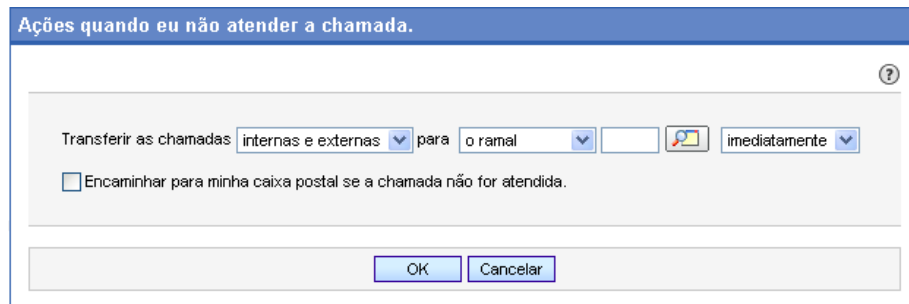 Ações quando eu não atender a chamada.
?
Transferir as chamadas internas e externas para o ramal imediatamente
Encaminhar para minha caixa postal se a chamada não for atendida.
OK Cancelar